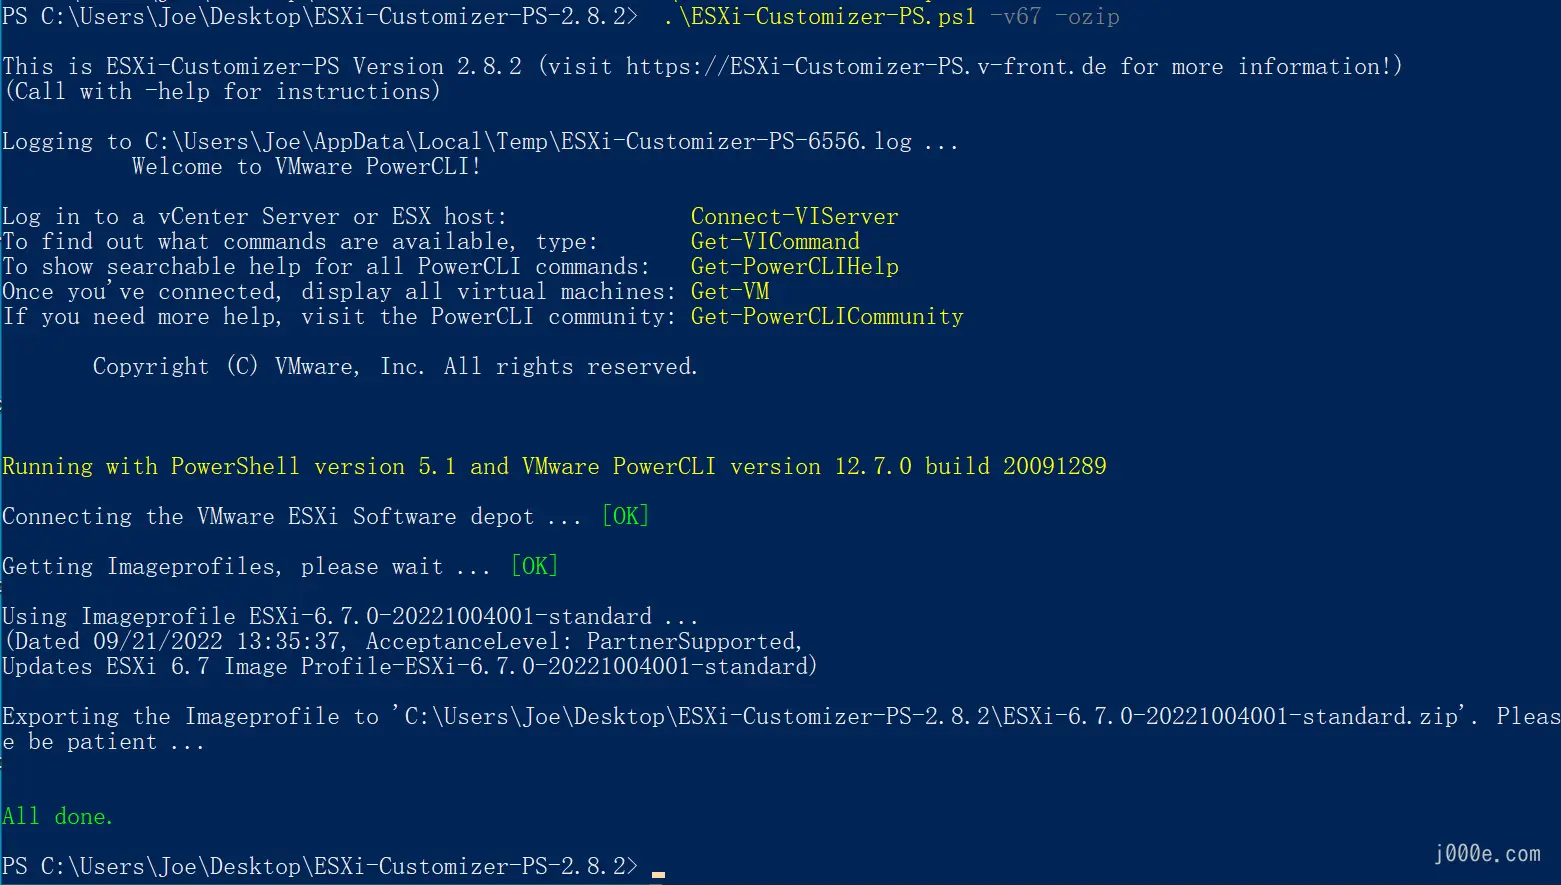 PS C:\Users\Joe\Desktop\ESXi-Customizer-PS-2.8.2> .\ESXi-Customizer-PS.ps1 -v67 -ozip
This is ESXi-Customizer-PS Version 2.8.2 (visit https://ESXi-Customizer-PS.v-front.de for more information!)
(Call with -help for instructions)
Logging to C:\Users\Joe\AppData\Local\Temp\ESXi-Customizer-PS-6556.log ...
Welcome to VMware PowerCLI!
Log in to a vCenter Server or ESX host: Connect-VIServer
To find out what commands are available, type: Get-VICommand
To show searchable help for all PowerCLI commands: Get-PowerCLIHelp
Once you've connected, display all virtual machines: Get-VM
If you need more help, visit the PowerCLI community: Get-PowerCLICommunity
Copyright (C) VMware, Inc. All rights reserved.
Running with PowerShell version 5.1 and VMware PowerCLI version 12.7.0 build 20091289
Connecting the VMware ESXi Software depot ... [OK]
Getting Imageprofiles, please wait ... [OK]
Using Imageprofile ESXi-6.7.0-20221004001-standard ...
(Dated 09/21/2022 13:35:37, AcceptanceLevel: PartnerSupported,
Updates ESXi 6.7 Image Profile-ESXi-6.7.0-20221004001-standard)
Exporting the Imageprofile to 'C:\Users\Joe\Desktop\ESXi-Customizer-PS-2.8.2\ESXi-6.7.0-20221004001-standard.zip'. Pleas
e be patient ...
All done.
PS C:\Users\Joe\Desktop\ESXi-Customizer-PS-2.8.2>
j000e.com